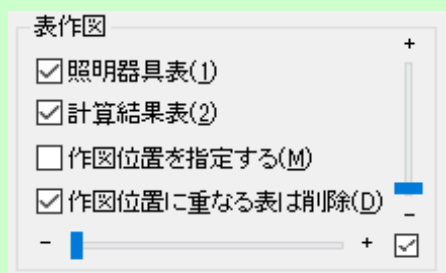 表作図
+
照明器具表(1)
計算結果表(2)
作図位置を指定する(M)
作図位置に重なる表は削除(D)
-
- +